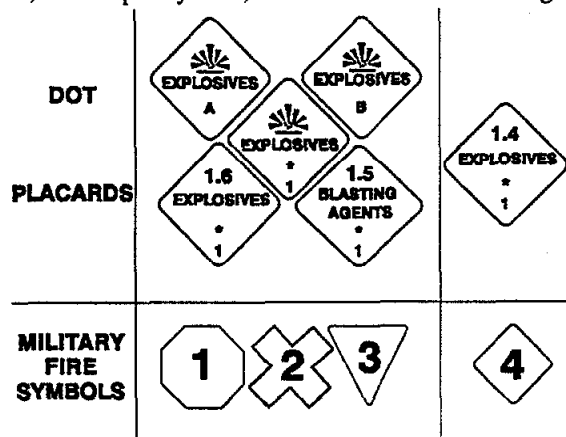 DOT
PLACARDS
EXPLOSIVES
A
EXPLOSIVES
B
EXPLOSIVES
*
1
1.6
EXPLOSIVES
*
1
1.5
BLASTING
AGENTS
*
1
1.4
EXPLOSIVES
*
1
MILITARY
FIRE
SYMBOLS
1
2
3
4